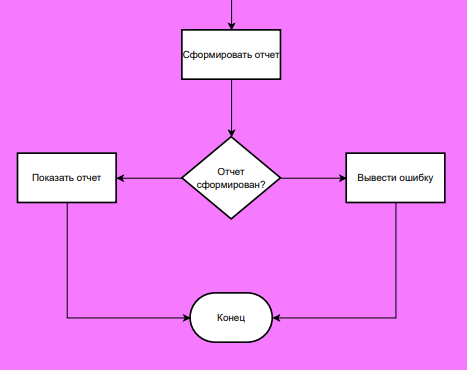 Сформировать отчет
Отчет
сформирован?
Показать отчет
Вывести ошибку
Конец